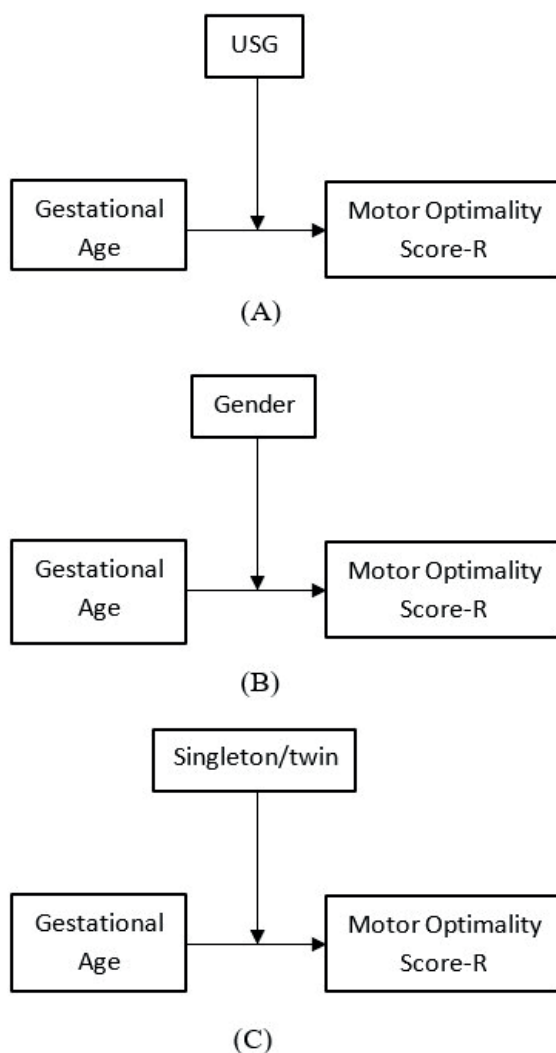 USG
Gestational
Age
Motor Optimality
Score-R
(A)
Gender
Gestational
Age
Motor Optimality
Score-R
(B)
Singleton/twin
Gestational
Age
Motor Optimality
Score-R
(C)